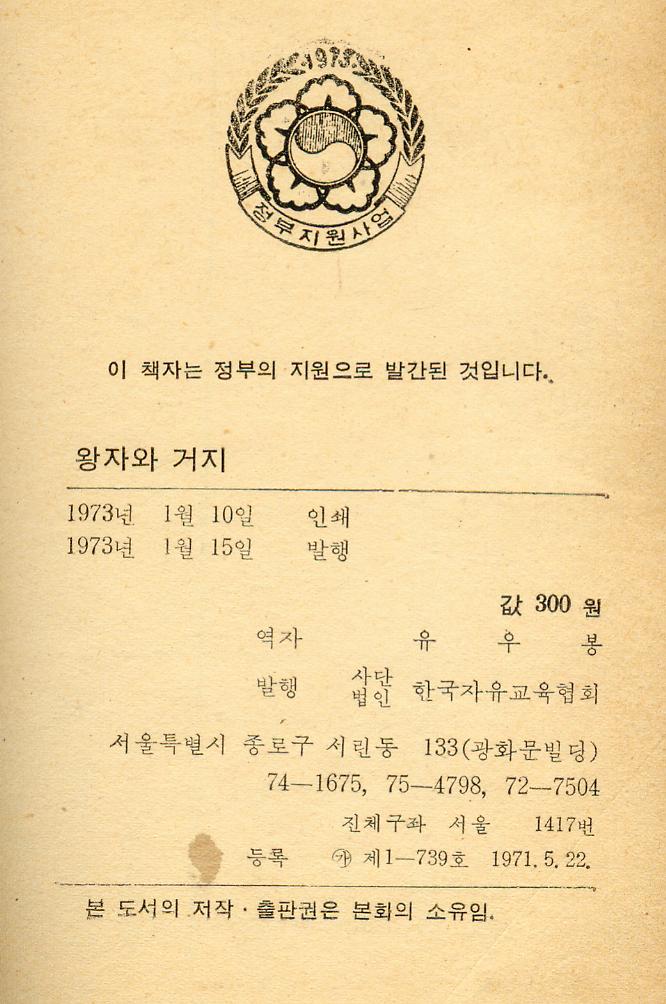 1973.
정부지원사업
이 책자는 정부의 지원으로 발간된 것입니다.
왕자와 거지
1973년 1월 10일 인쇄
1973년 1월 15일 발행
값 300 원
역자 유 우 봉
발행 사단법인 한국자유교육협회
서울특별시 종로구 서린동 133(광화문빌딩)
74—1675, 75—4798, 72—7504
진체구좌 서울 1417번
등록 ㉮ 제1—739호 1971. 5. 22.
본 도서의 저작·출판권은 본회의 소유임.